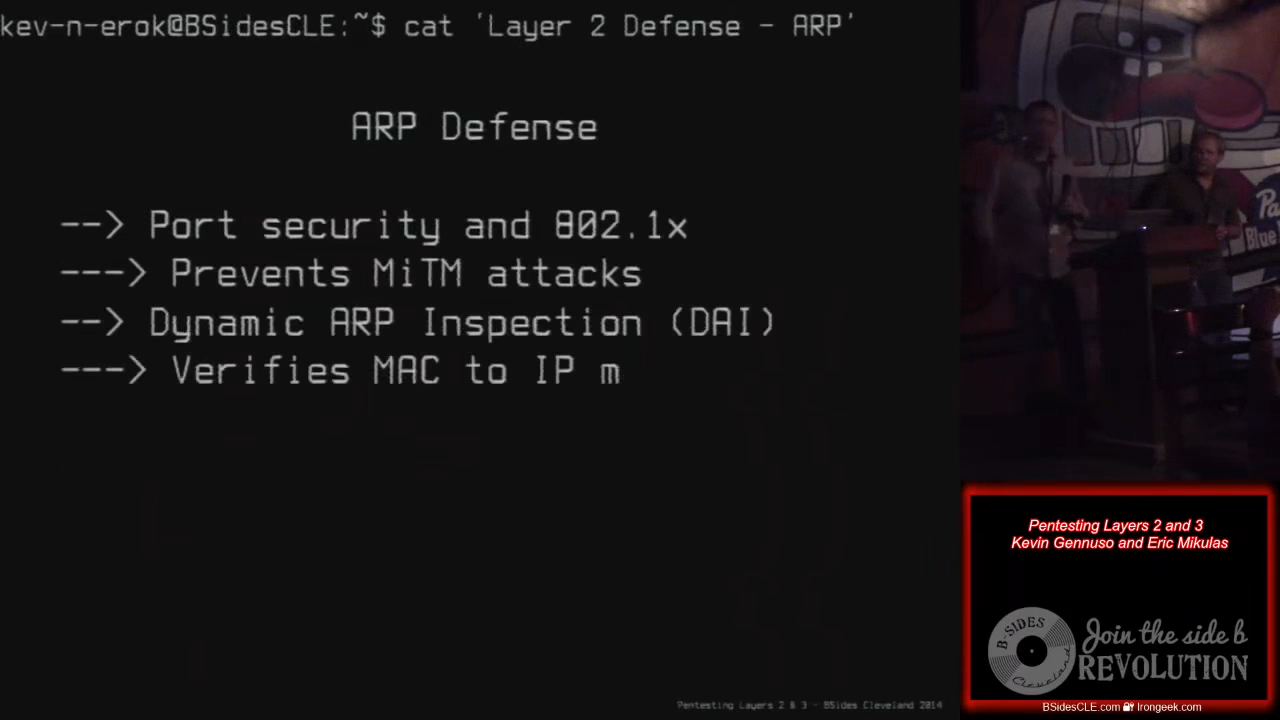 kev-n-erok@BSidesCLE:~$ cat 'Layer 2 Defense - ARP'
ARP Defense
--> Port security and 802.1x
---> Prevents MiTM attacks
--> Dynamic ARP Inspection (DAI)
---> Verifies MAC to IP m
Pentesting Layers 2 & 3 - BSides Cleveland 2014
Blue
Pentesting Layers 2 and 3
Kevin Gennuso and Eric Mikulas
B-SIDES
Cleveland
Join the side b
REVOLUTION
BSidesCLE.com Irongeek.com